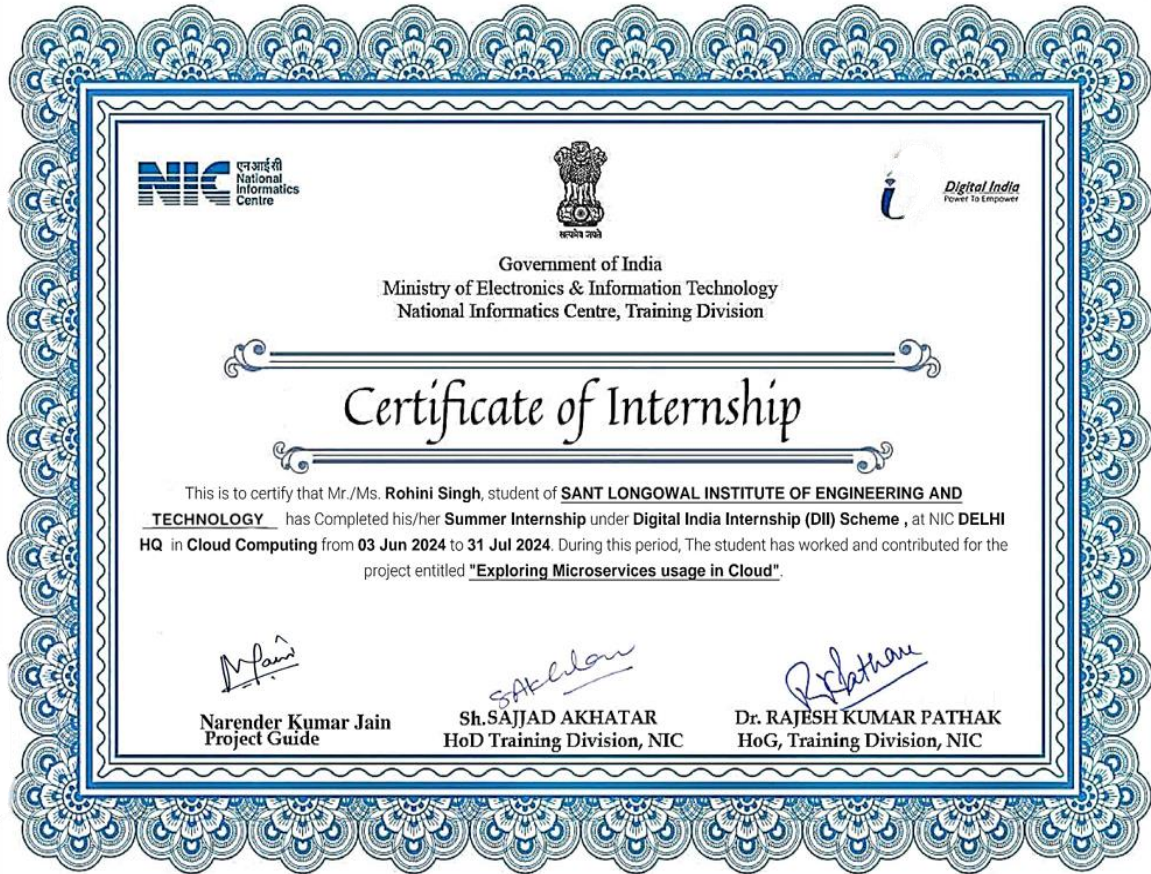 NIC
एनआईसी
National
Informatics
Centre
सत्यमेव जयते
Digital India
Power To Empower
Government of India
Ministry of Electronics & Information Technology
National Informatics Centre, Training Division
Certificate of Internship
This is to certify that Mr./Ms. Rohini Singh, student of SANT LONGOWAL INSTITUTE OF ENGINEERING AND
TECHNOLOGY has Completed his/her Summer Internship under Digital India Internship (DII) Scheme , at NIC DELHI
HQ in Cloud Computing from 03 Jun 2024 to 31 Jul 2024. During this period, The student has worked and contributed for the
project entitled "Exploring Microservices usage in Cloud".
Narender Kumar Jain
Project Guide
Sh.SAJJAD AKHATAR
HoD Training Division, NIC
Dr. RAJESH KUMAR PATHAK
HoG, Training Division, NIC